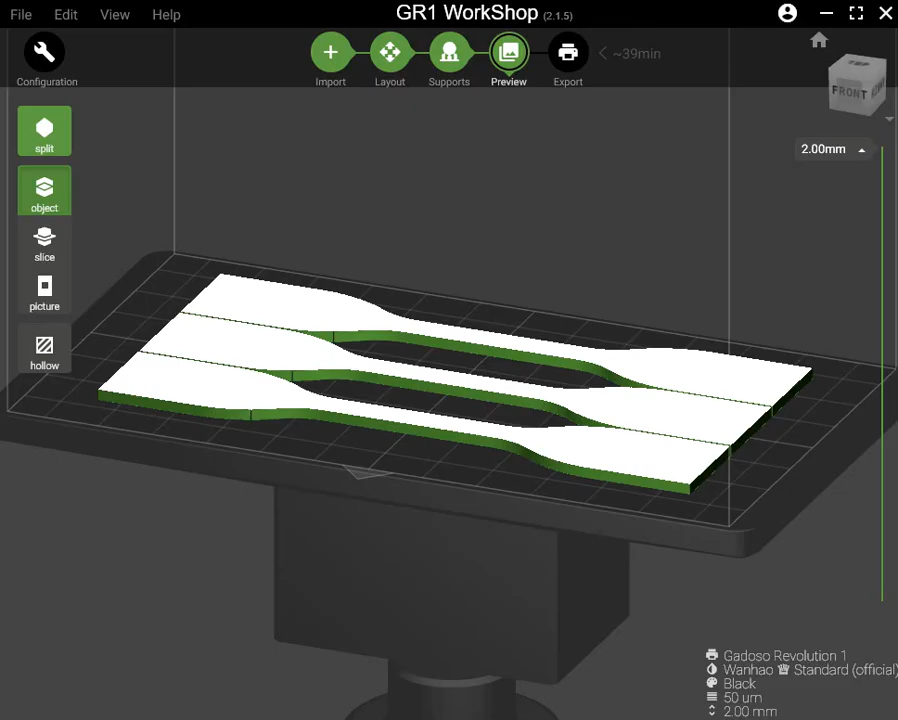 File Edit View Help
GR1 WorkShop (2.1.5)
Configuration
Import Layout Supports Preview Export
~39min
FRONT
split
object
slice
picture
hollow
2.00mm
Gadoso Revolution 1
Wanhao Standard (official)
Black
50 um
2.00 mm